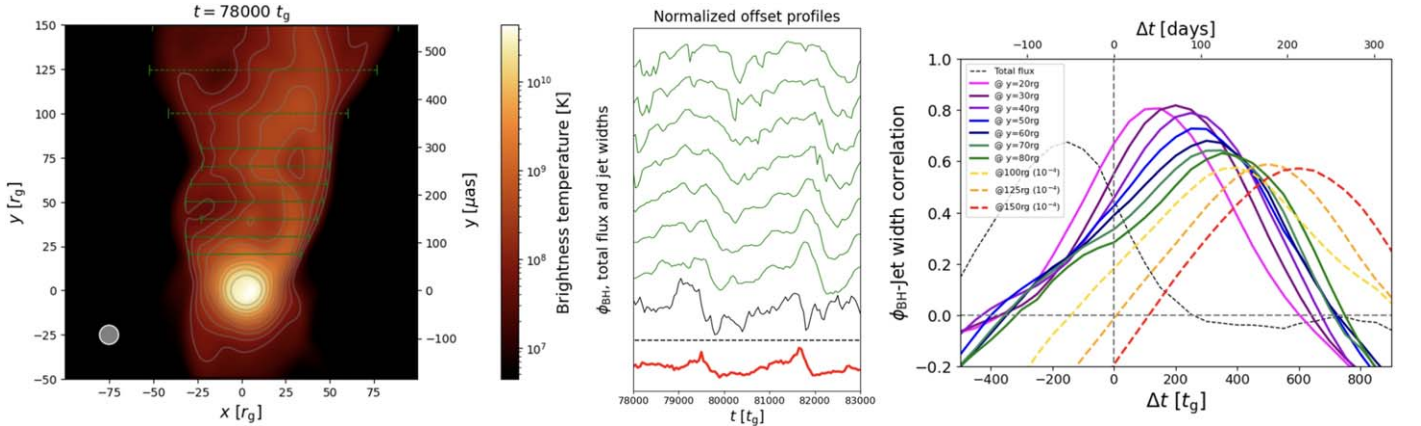 t = 78000 t_g
150
125
100
75
50
25
0
−25
−50
y [r_g]
−75 −50 −25 0 25 50 75
x [r_g]
500
400
300
200
100
0
−100
y [μas]
10^10
10^9
10^8
10^7
Brightness temperature [K]
Normalized offset profiles
ϕ_BH, total flux and jet widths
78000 79000 80000 81000 82000 83000
t [t_g]
Δt [days]
−100 0 100 200 300
ϕ_BH-Jet width correlation
1.0
0.8
0.6
0.4
0.2
0.0
−0.2
Total flux
@ y=20rg
@ y=30rg
@ y=40rg
@ y=50rg
@ y=60rg
@ y=70rg
@ y=80rg
@100rg (10^−4)
@125rg (10^−4)
@150rg (10^−4)
−400 −200 0 200 400 600 800
Δt [t_g]